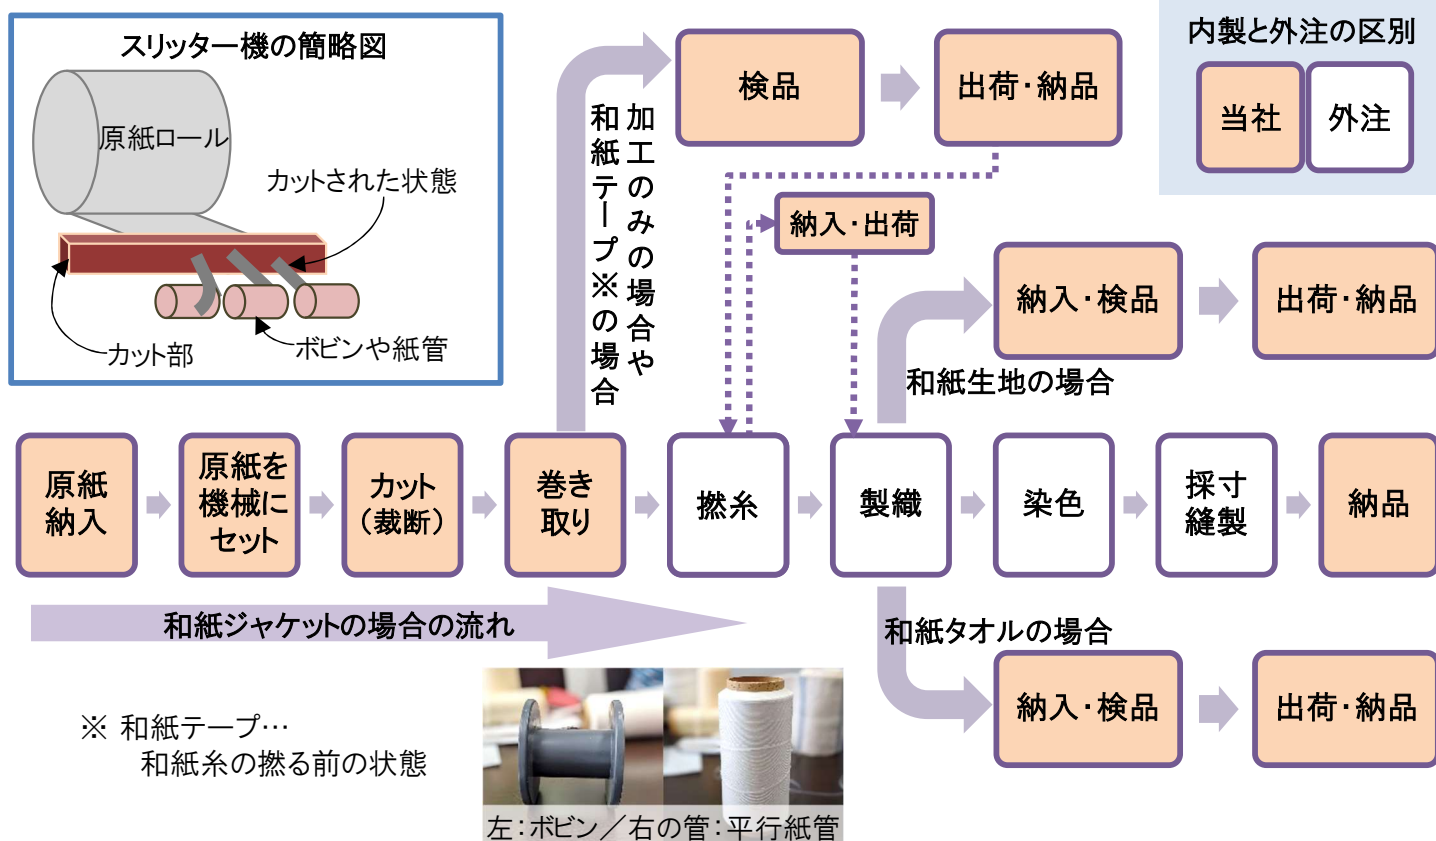 スリッター機の簡略図
原紙ロール
カットされた状態
カット部
ボビンや紙管
加工のみの場合や
和紙テープ※の場合
検品
出荷・納品
内製と外注の区別
当社
外注
納入・出荷
納入・検品
出荷・納品
和紙生地の場合
原紙
納入
原紙を
機械に
セット
カット
（裁断）
巻き
取り
撚糸
製織
染色
採寸
縫製
納品
和紙ジャケットの場合の流れ
和紙タオルの場合
納入・検品
出荷・納品
※ 和紙テープ…
和紙糸の撚る前の状態
左：ボビン／右の管：平行紙管